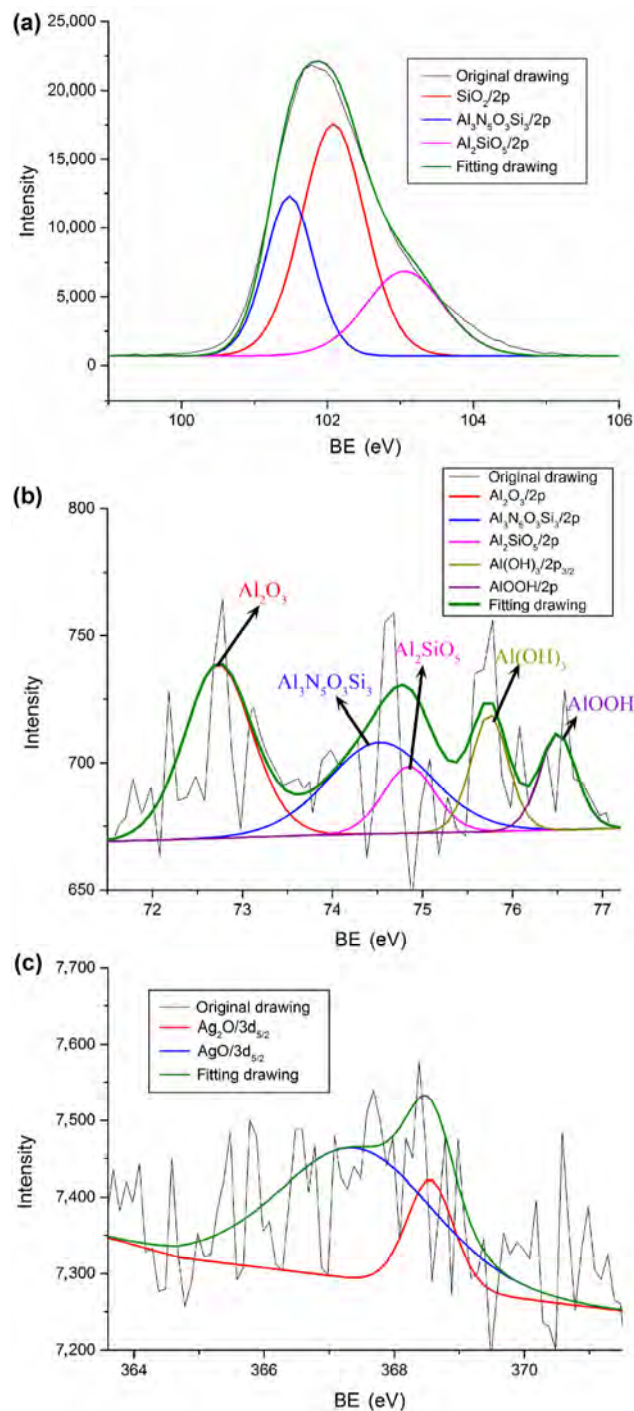 (a)
25,000
20,000
15,000
10,000
5,000
0
Intensity
Original drawing
SiO₂/2p
Al₃N₅O₃Si₃/2p
Al₂SiO₅/2p
Fitting drawing
100
102
104
106
BE (eV)
(b)
800
750
700
650
Intensity
Original drawing
Al₂O₃/2p
Al₃N₅O₃Si₃/2p
Al₂SiO₅/2p
Al(OH)₃/2p₃/₂
AlOOH/2p
Fitting drawing
Al₂O₃
Al₃N₅O₃Si₃
Al₂SiO₅
Al(OH)₃
AlOOH
72
73
74
75
76
77
BE (eV)
(c)
7,700
7,600
7,500
7,400
7,300
7,200
Intensity
Original drawing
Ag₂O/3d₅/₂
AgO/3d₅/₂
Fitting drawing
364
366
368
370
BE (eV)